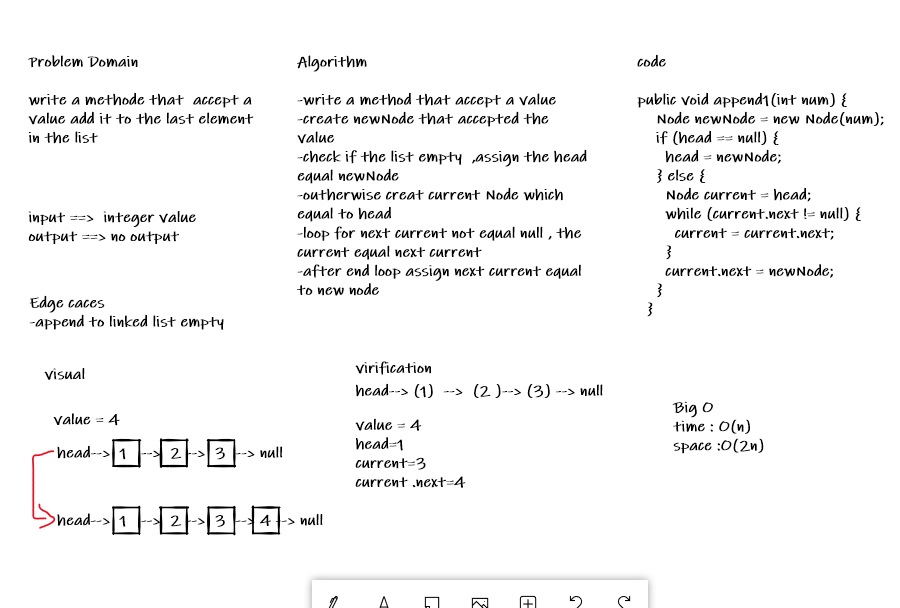 Problem Domain
write a methode that accept a
value add it to the last element
in the list
input ==> integer value
output ==> no output
Edge caces
-append to linked list empty
Algorithm
-write a method that accept a value
-create newNode that accepted the
value
-check if the list empty ,assign the head
equal newNode
-outherwise creat current Node which
equal to head
-loop for next current not equal null , the
current equal next current
-after end loop assign next current equal
to new node
code
public void append1(int num) {
Node newNode = new Node(num);
if (head == null) {
head = newNode;
} else {
Node current = head;
while (current.next != null) {
current = current.next;
}
current.next = newNode;
}
}
visual
value = 4
head--> 1 --> 2 --> 3 --> null
head--> 1 --> 2 --> 3 --> 4 --> null
virification
head--> (1) --> (2 )--> (3) --> null
value = 4
head=1
current=3
current .next=4
Big O
time : O(n)
space :O(2n)